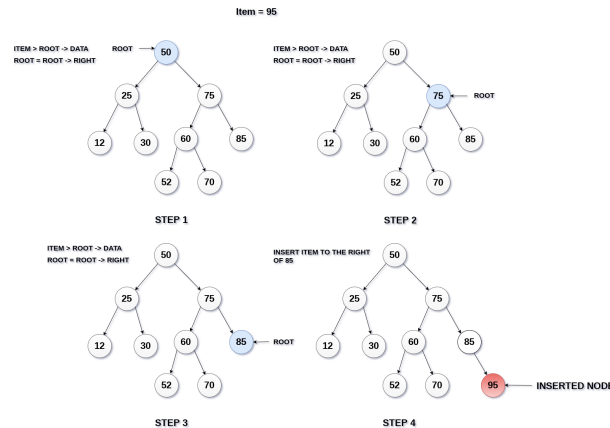 Item = 95
ITEM > ROOT -> DATA
ROOT = ROOT -> RIGHT
ROOT
50
25
75
12
30
60
85
52
70
STEP 1
ITEM > ROOT -> DATA
ROOT = ROOT -> RIGHT
50
25
75
ROOT
12
30
60
85
52
70
STEP 2
ITEM > ROOT -> DATA
ROOT = ROOT -> RIGHT
50
25
75
12
30
60
85
ROOT
52
70
STEP 3
INSERT ITEM TO THE RIGHT
OF 85
50
25
75
12
30
60
85
52
70
95
INSERTED NODE
STEP 4